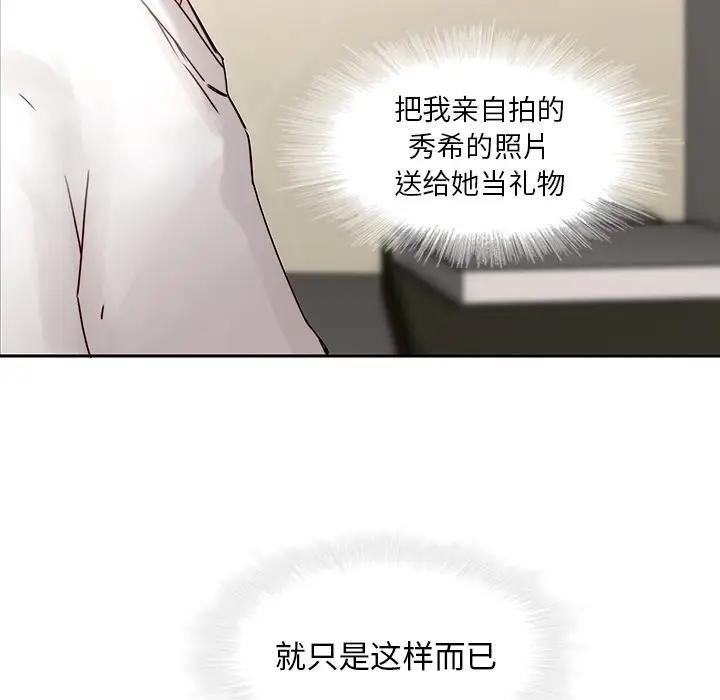 把我亲自拍的
秀希的照片
送给她当礼物
就只是这样而已